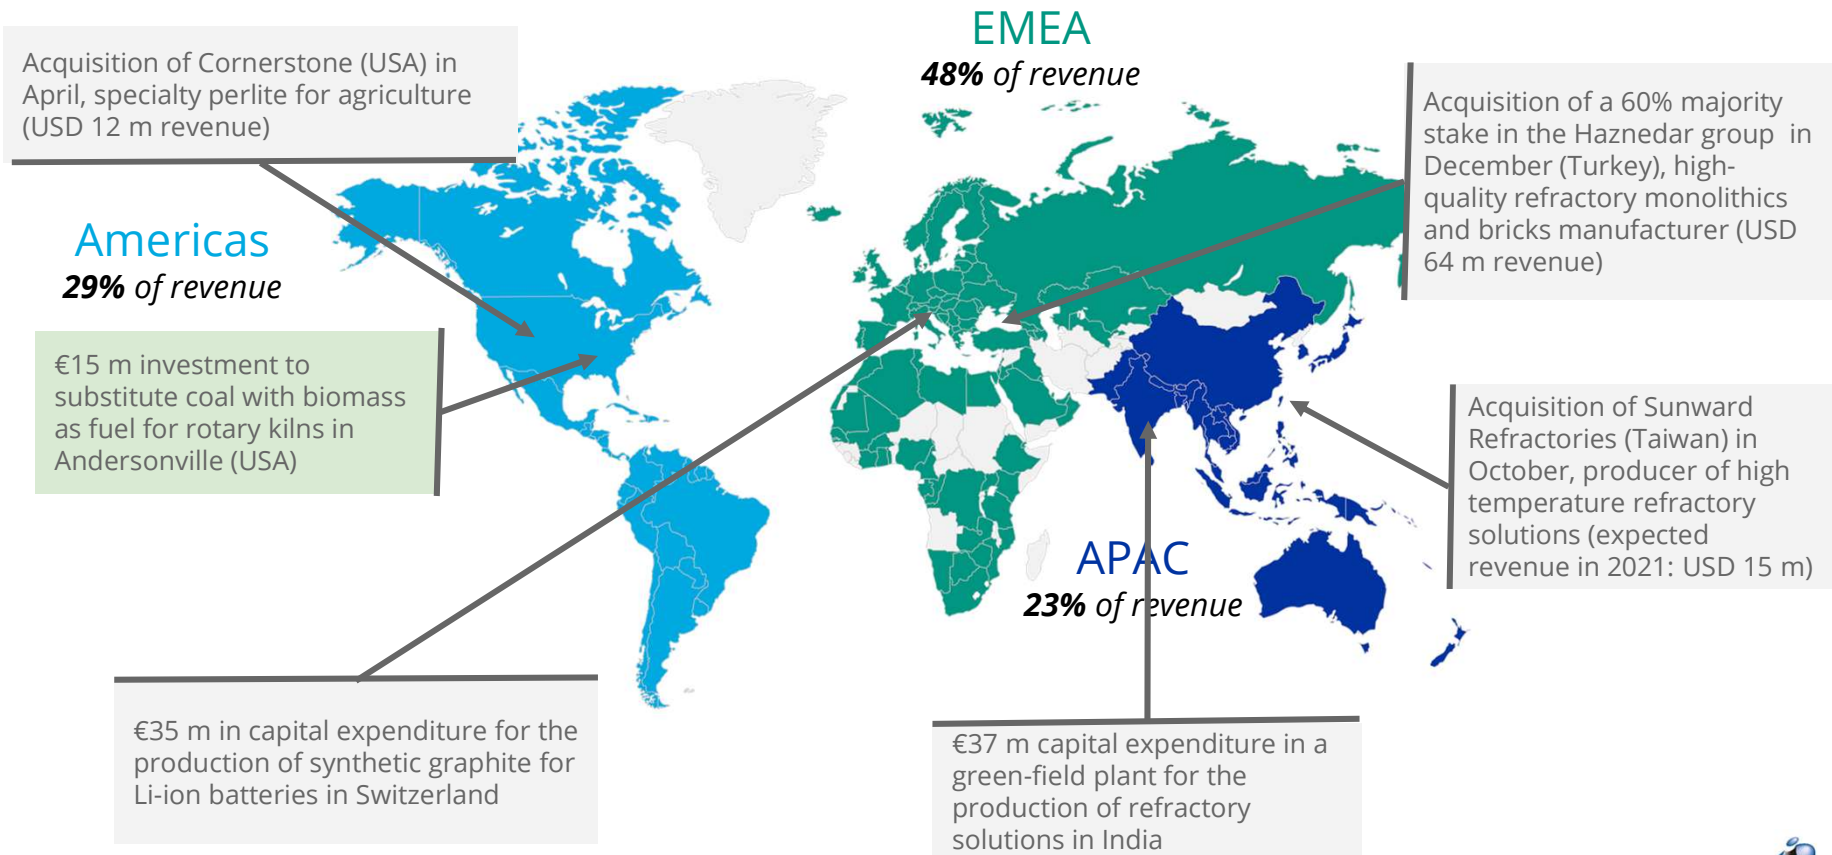 EMEA
48% of revenue
Acquisition of Cornerstone (USA) in
April, specialty perlite for agriculture
(USD 12 m revenue)
Acquisition of a 60% majority
stake in the Haznedar group in
December (Turkey), high-
quality refractory monolithics
and bricks manufacturer (USD
64 m revenue)
Americas
29% of revenue
€15 m investment to
substitute coal with biomass
as fuel for rotary kilns in
Andersonville (USA)
Acquisition of Sunward
Refractories (Taiwan) in
October, producer of high
temperature refractory
solutions (expected
revenue in 2021: USD 15 m)
APAC
23% of revenue
€35 m in capital expenditure for the
production of synthetic graphite for
Li-ion batteries in Switzerland
€37 m capital expenditure in a
green-field plant for the
production of refractory
solutions in India